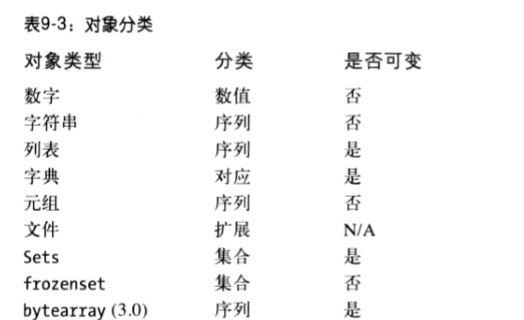 表9-3：对象分类
对象类型 分类 是否可变
数字 数值 否
字符串 序列 否
列表 序列 是
字典 对应 是
元组 序列 否
文件 扩展 N/A
Sets 集合 是
frozenset 集合 否
bytearray (3.0) 序列 是